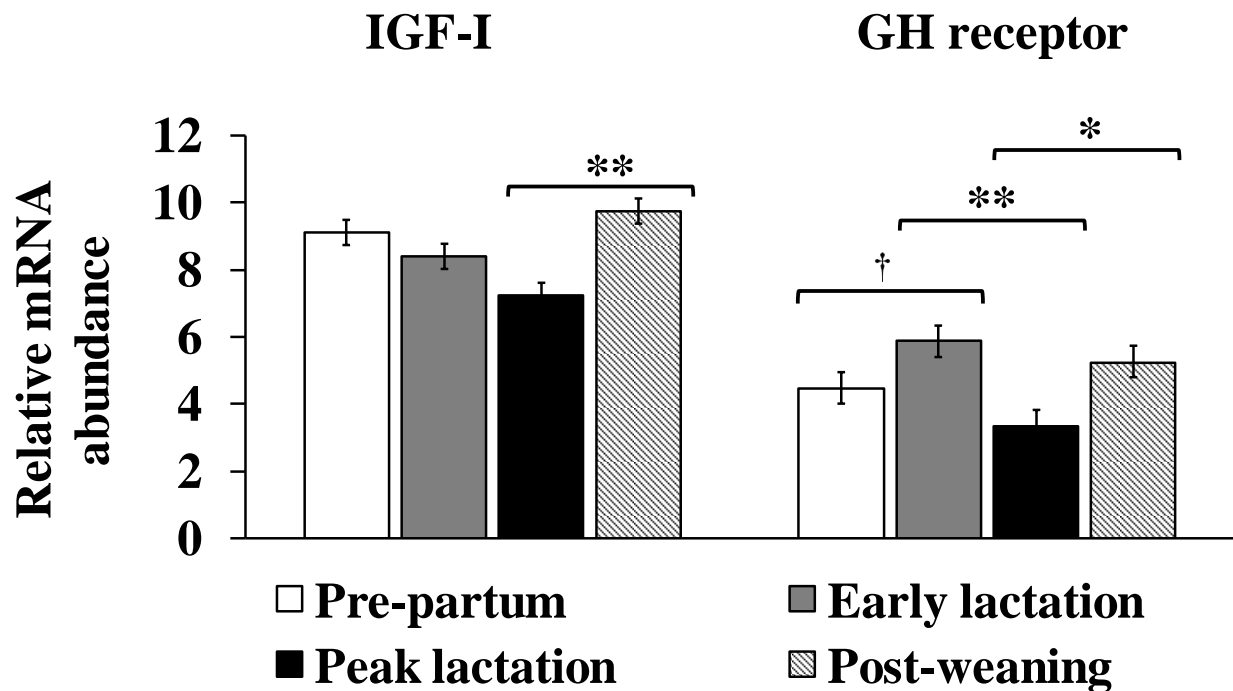 IGF-I GH receptor
Relative mRNA
abundance
12
10
8
6
4
2
0
**
†
**
*
Pre-partum Early lactation
Peak lactation Post-weaning